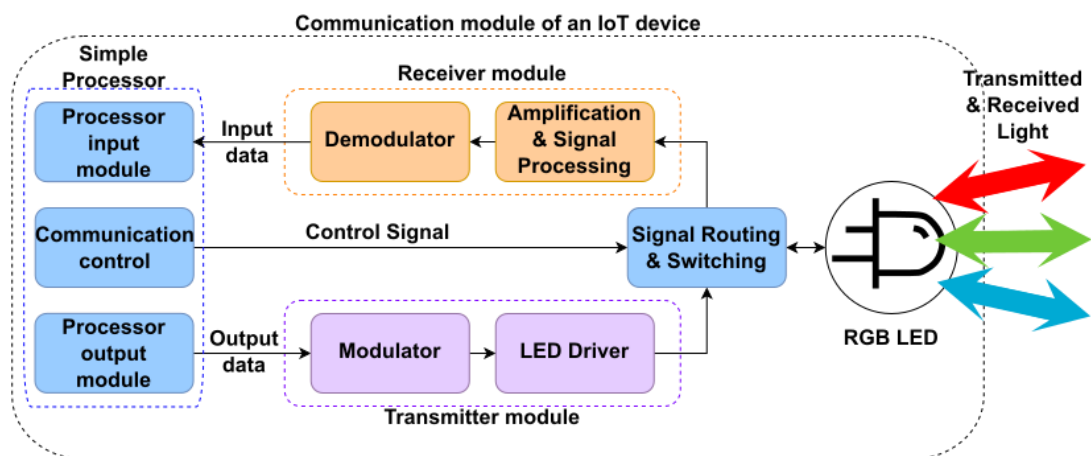 Communication module of an IoT device
Simple
Processor
Receiver module
Transmitted
& Received
Light
Processor
input
module
Input
data
Demodulator
Amplification
& Signal
Processing
Communication
control
Control Signal
Signal Routing
& Switching
RGB LED
Processor
output
module
Output
data
Modulator
LED Driver
Transmitter module